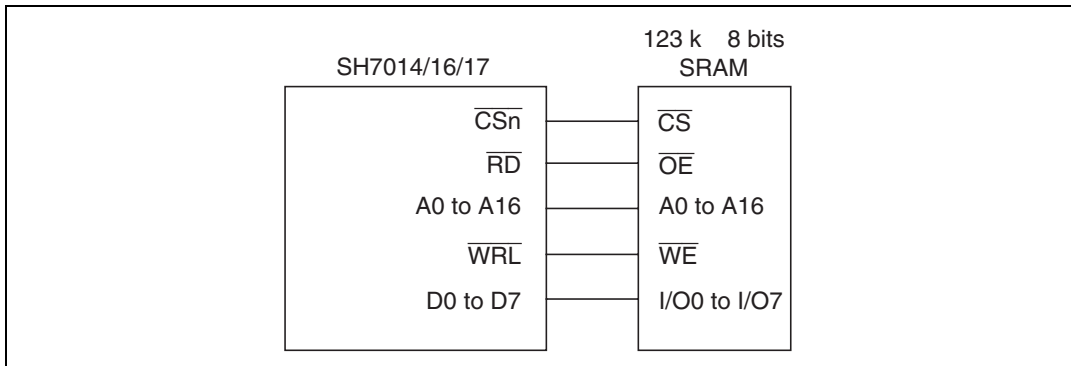 123 k 8 bits
SH7014/16/17 SRAM
CSn CS
RD OE
A0 to A16 A0 to A16
WRL WE
D0 to D7 I/O0 to I/O7